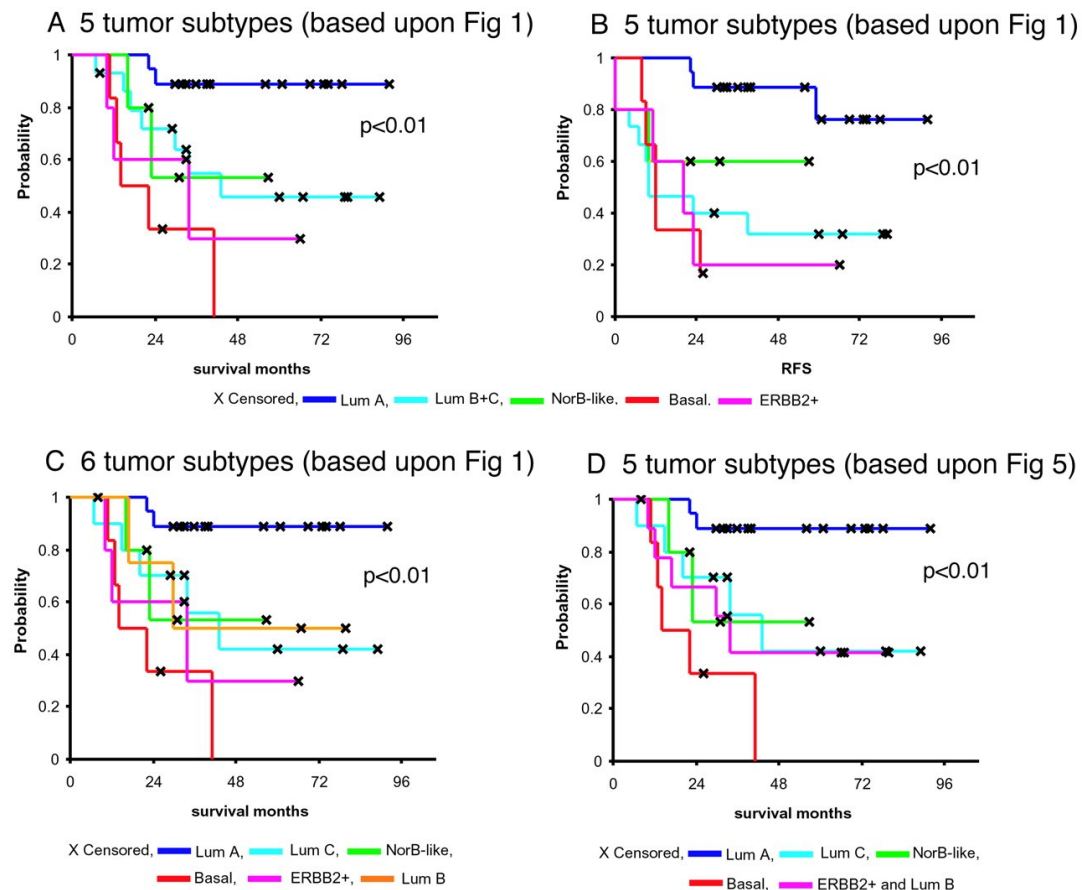 A 5 tumor subtypes (based upon Fig 1)
Probability
1
0.8
0.6
0.4
0.2
0
p<0.01
0 24 48 72 96
survival months
B 5 tumor subtypes (based upon Fig 1)
Probability
1
0.8
0.6
0.4
0.2
0
p<0.01
0 24 48 72 96
RFS
X Censored, Lum A, Lum B+C, NorB-like, Basal. ERBB2+
C 6 tumor subtypes (based upon Fig 1)
Probability
1
0.8
0.6
0.4
0.2
0
p<0.01
0 24 48 72 96
survival months
X Censored, Lum A, Lum C, NorB-like,
Basal, ERBB2+, Lum B
D 5 tumor subtypes (based upon Fig 5)
Probability
1
0.8
0.6
0.4
0.2
0
p<0.01
0 24 48 72 96
survival months
X Censored, Lum A, Lum C, NorB-like,
Basal, ERBB2+ and Lum B